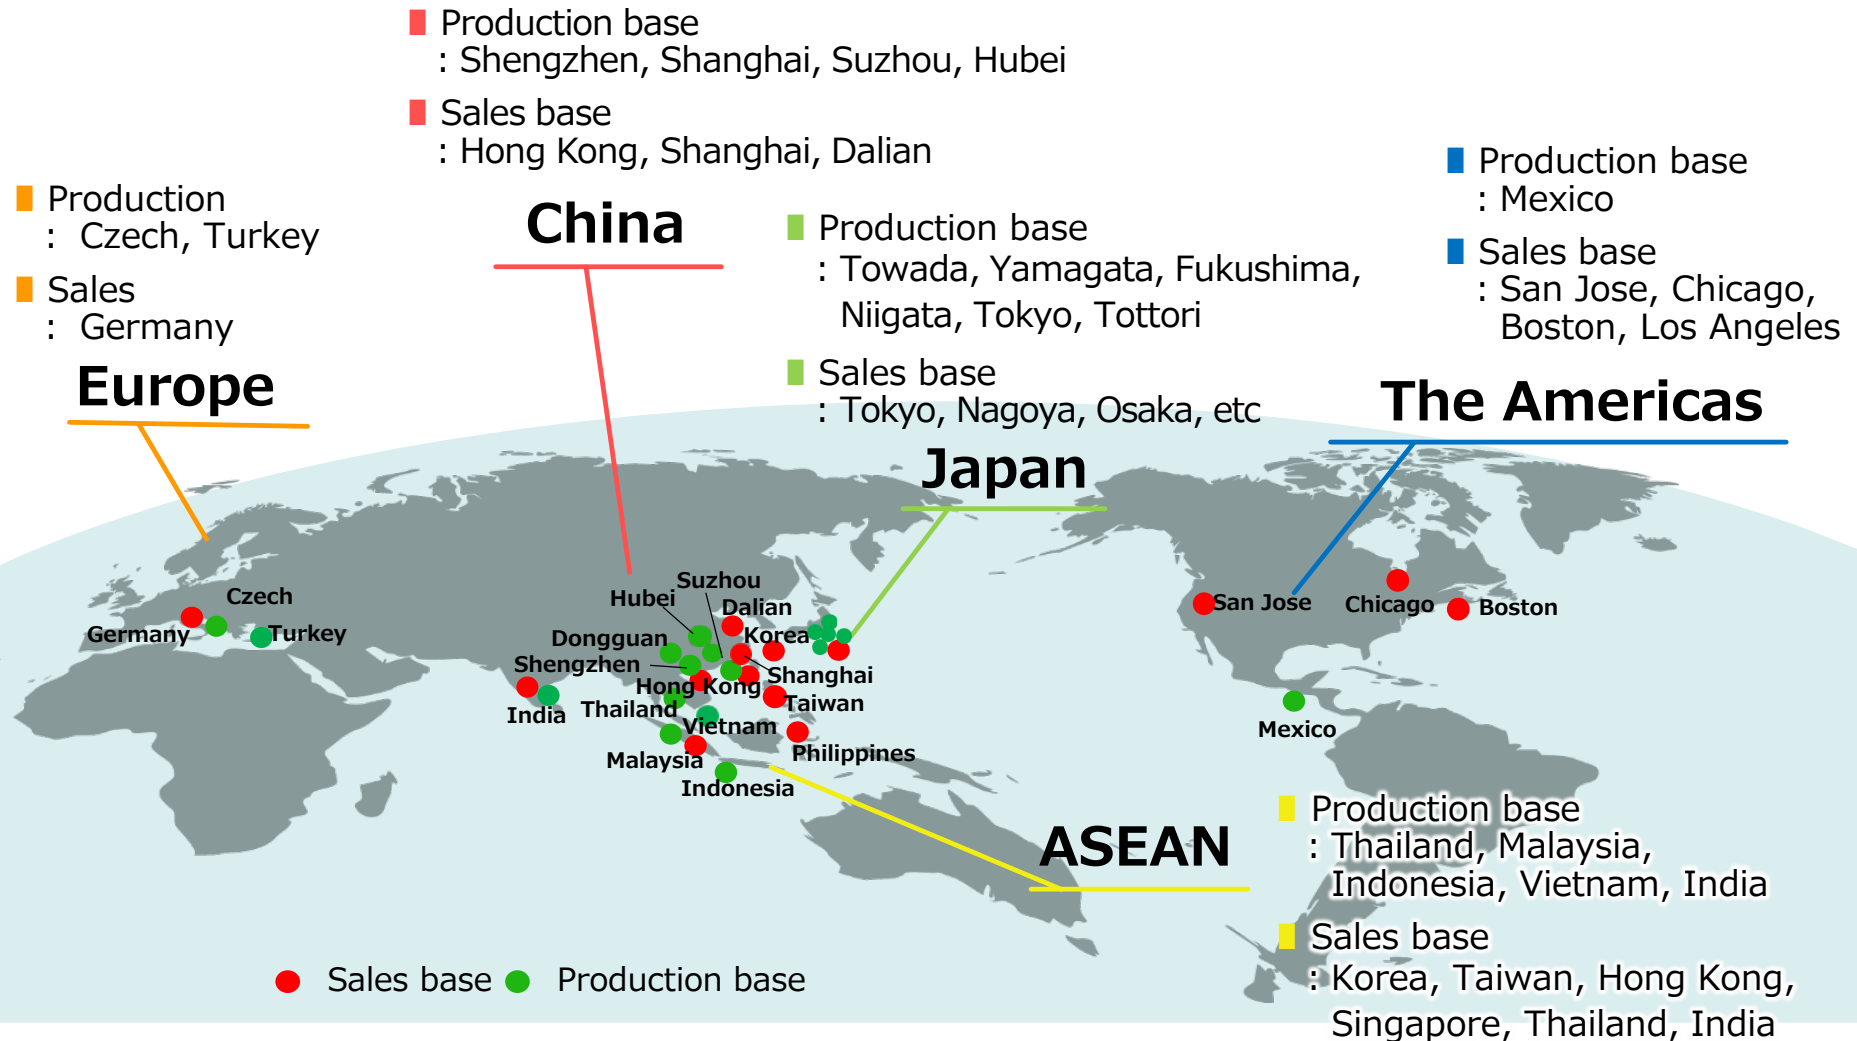 ■ Production base
: Shengzhen, Shanghai, Suzhou, Hubei
■ Sales base
: Hong Kong, Shanghai, Dalian
China
■ Production
: Czech, Turkey
■ Sales
: Germany
Europe
■ Production base
: Towada, Yamagata, Fukushima,
Niigata, Tokyo, Tottori
■ Sales base
: Tokyo, Nagoya, Osaka, etc
Japan
■ Production base
: Mexico
■ Sales base
: San Jose, Chicago,
Boston, Los Angeles
The Americas
Czech
Germany
Turkey
India
Suzhou
Hubei
Dalian
Dongguan
Korea
Shengzhen
Shanghai
Hong Kong
Taiwan
Thailand
Vietnam
Malaysia
Philippines
Indonesia
San Jose
Chicago
Boston
Mexico
ASEAN
■ Production base
: Thailand, Malaysia,
Indonesia, Vietnam, India
■ Sales base
: Korea, Taiwan, Hong Kong,
Singapore, Thailand, India
● Sales base ● Production base